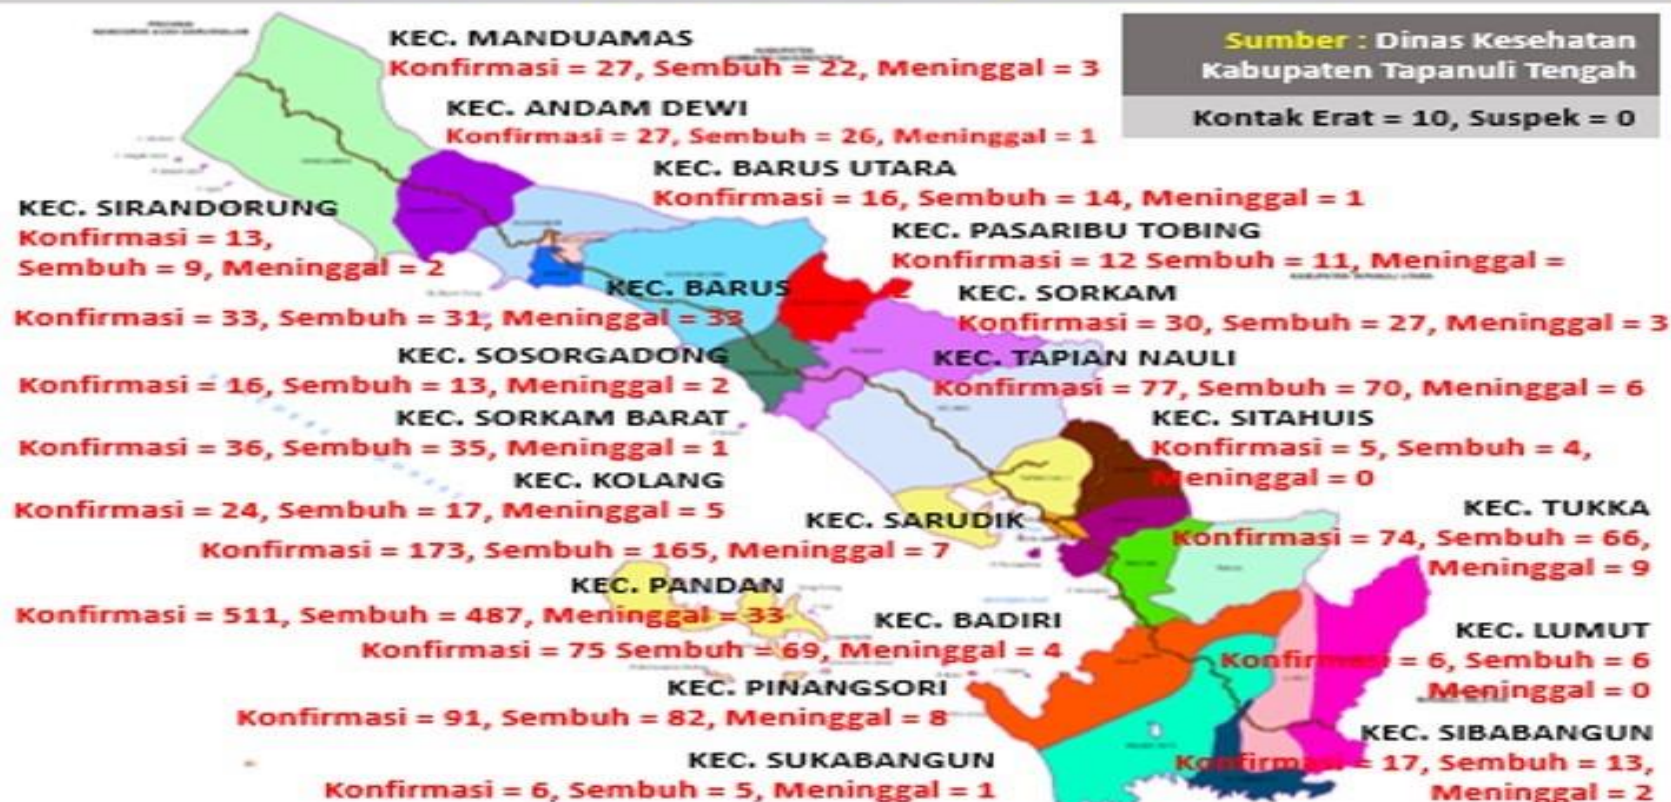 KEC. MANDUAMAS
Konfirmasi = 27, Sembuh = 22, Meninggal = 3
Sumber : Dinas Kesehatan
Kabupaten Tapanuli Tengah
Kontak Erat = 10, Suspek = 0
KEC. ANDAM DEWI
Konfirmasi = 27, Sembuh = 26, Meninggal = 1
KEC. BARUS UTARA
Konfirmasi = 16, Sembuh = 14, Meninggal = 1
KEC. SIRANDORUNG
Konfirmasi = 13,
Sembuh = 9, Meninggal = 2
KEC. PASARIBU TOBING
Konfirmasi = 12 Sembuh = 11, Meninggal =
2
KEC. BARUS
Konfirmasi = 33, Sembuh = 31, Meninggal = 33
KEC. SORKAM
Konfirmasi = 30, Sembuh = 27, Meninggal = 3
KEC. SOSORGADONG
Konfirmasi = 16, Sembuh = 13, Meninggal = 2
KEC. TAPIAN NAULI
Konfirmasi = 77, Sembuh = 70, Meninggal = 6
KEC. SORKAM BARAT
Konfirmasi = 36, Sembuh = 35, Meninggal = 1
KEC. SITAHUIS
Konfirmasi = 5, Sembuh = 4,
Meninggal = 0
KEC. KOLANG
Konfirmasi = 24, Sembuh = 17, Meninggal = 5
KEC. SARUDIK
Konfirmasi = 173, Sembuh = 165, Meninggal = 7
KEC. TUKKA
Konfirmasi = 74, Sembuh = 66,
Meninggal = 9
KEC. PANDAN
Konfirmasi = 511, Sembuh = 487, Meninggal = 33
KEC. BADIRI
Konfirmasi = 75 Sembuh = 69, Meninggal = 4
KEC. LUMUT
Konfirmasi = 6, Sembuh = 6
Meninggal = 0
KEC. PINANGSORI
Konfirmasi = 91, Sembuh = 82, Meninggal = 8
KEC. SIBABANGUN
Konfirmasi = 17, Sembuh = 13,
Meninggal = 2
KEC. SUKABANGUN
Konfirmasi = 6, Sembuh = 5, Meninggal = 1